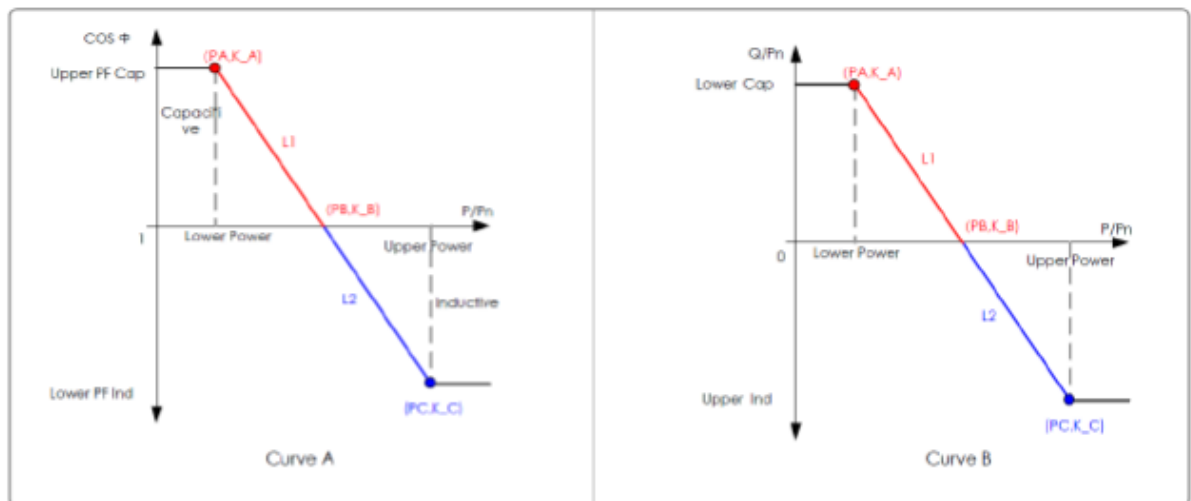 COS Φ
(PA,K_A)
Upper PF Cap
Capaciti
ve
L1
(PB,K_B)
P/Pn
1
Lower Power
Upper Power
L2
Inductive
Lower PF Ind
(PC,K_C)
Curve A
Q/Pn
(PA,K_A)
Lower Cap
L1
(PB,K_B)
P/Pn
0
Lower Power
Upper Power
L2
Upper Ind
(PC,K_C)
Curve B